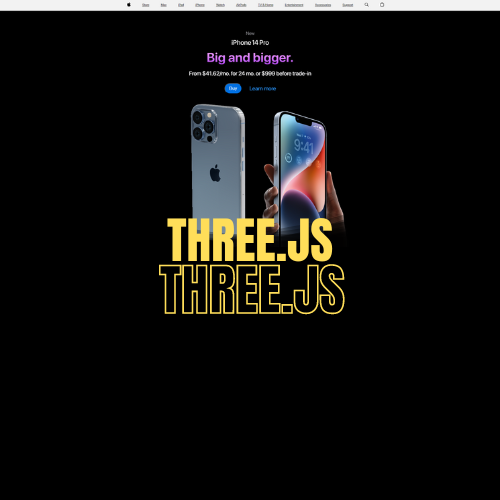 Store Mac iPad iPhone Watch AirPods TV & Home Entertainment Accessories Support
New
iPhone 14 Pro
Big and bigger.
From $41.62/mo. for 24 mo. or $999 before trade-in
Buy Learn more
9:41
THREE.JS
THREE.JS